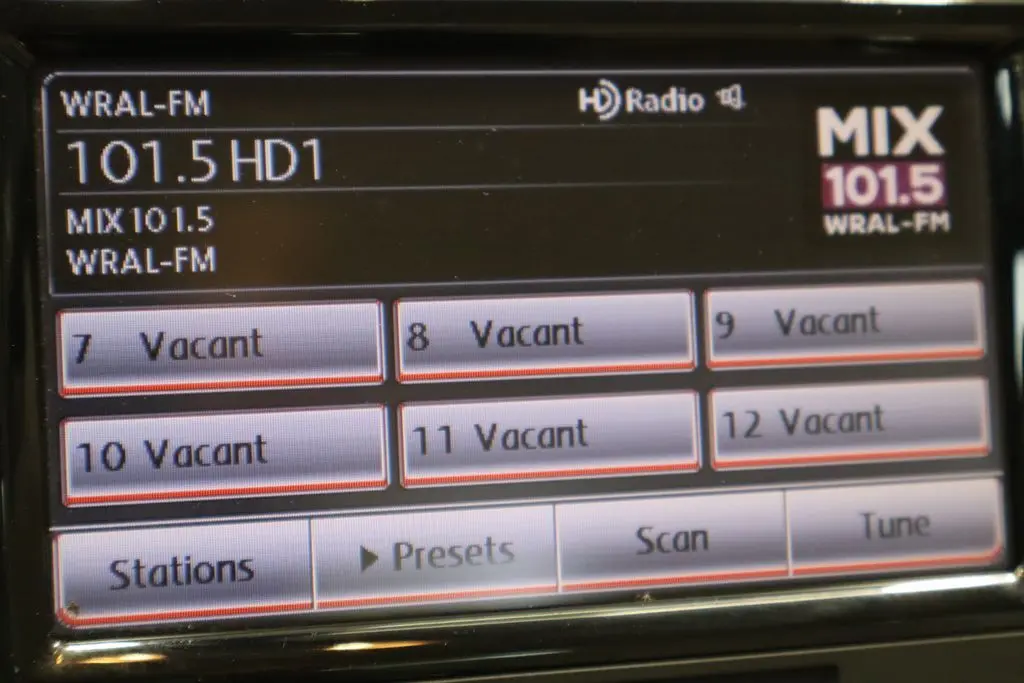 WRAL-FM
HD Radio
101.5 HD1
MIX 101.5
WRAL-FM
MIX
101.5
WRAL-FM
7 Vacant
8 Vacant
9 Vacant
10 Vacant
11 Vacant
12 Vacant
Stations
Presets
Scan
Tune